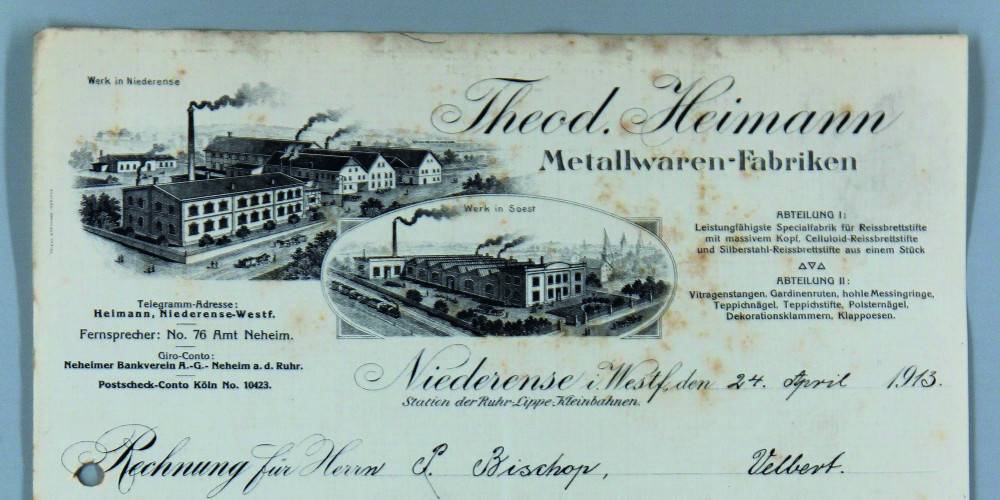 Werk in Niederense
Theod. Heimann
Metallwaren-Fabriken
Werk in Soest
ABTEILUNG I:
Leistungfähigste Specialfabrik für Reissbrettstifte
mit massivem Kopf, Celluloid-Reissbrettstifte
und Silberstahl-Reissbrettstifte aus einem Stück
ABTEILUNG II:
Vitragenstangen, Gardinenruten, hohle Messingringe,
Teppichnägel, Teppichstifte, Polsternägel,
Dekorationsklammern, Klappoesen.
Telegramm-Adresse:
Heimann, Niederense-Westf.
Fernsprecher: No. 76 Amt Neheim.
Giro-Conto:
Neheimer Bankverein A.-G.- Neheim a. d. Ruhr.
Postscheck-Conto Köln No. 10423.
Niederense i. Westf., den 24. April 1913.
Station der Ruhr-Lippe-Kleinbahnen.
Rechnung für Herrn P. Bischop, Velbert.